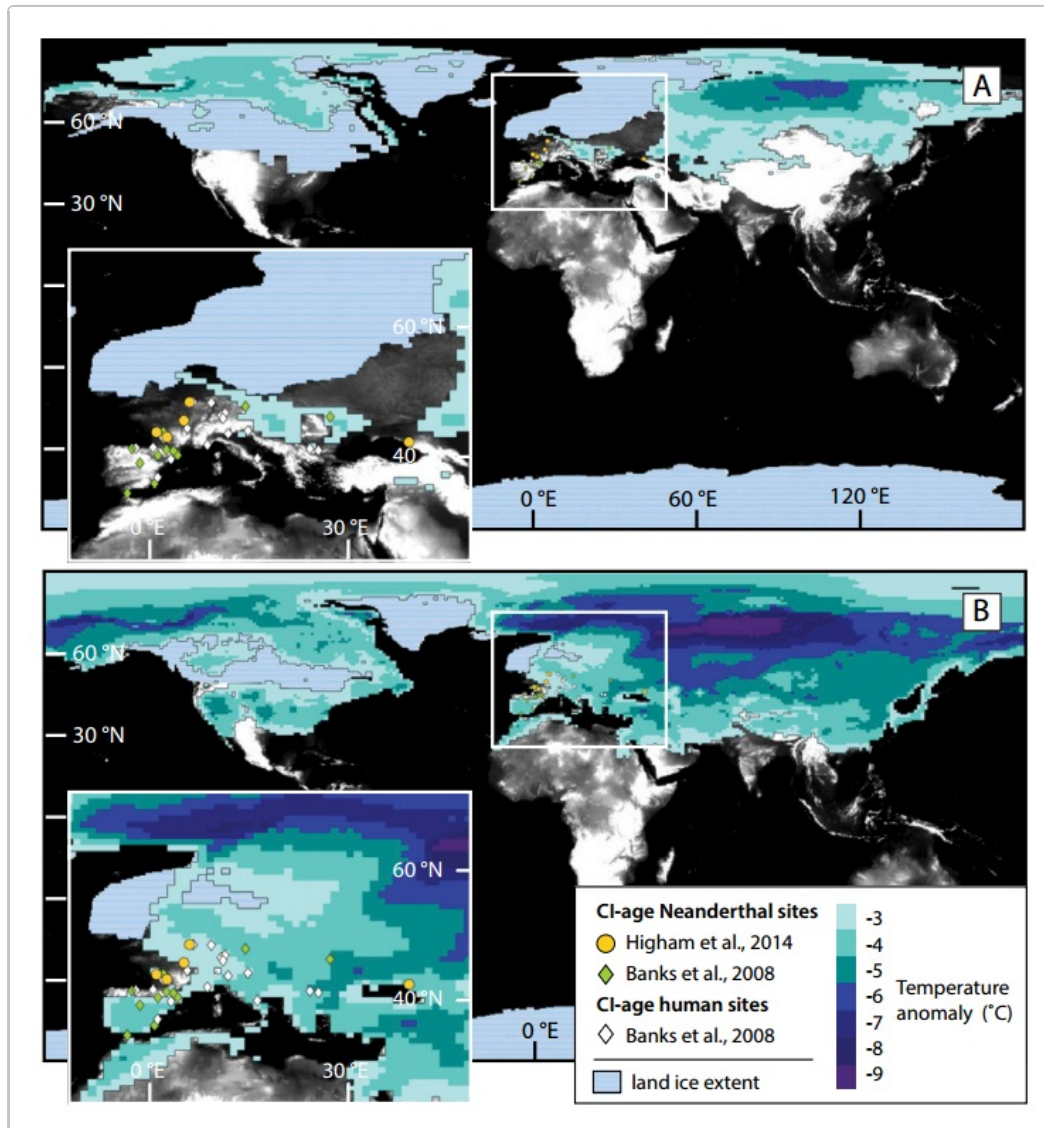 A
60 °N
30 °N
60 °N
40
0 °E
30 °E
0 °E
60 °E
120 °E
B
60 °N
30 °N
60 °N
40 °N
0 °E
30 °E
0 °E
CI-age Neanderthal sites
Higham et al., 2014
Banks et al., 2008
CI-age human sites
Banks et al., 2008
land ice extent
-3
-4
-5
-6
-7
-8
-9
Temperature
anomaly (°C)